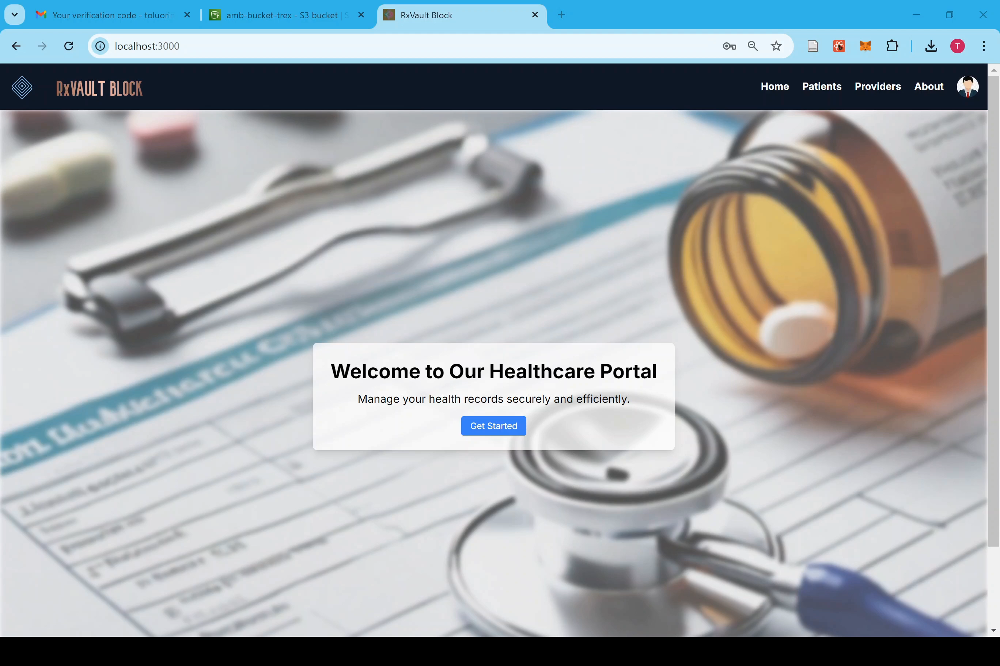 Your verification code - toluorin
amb-bucket-trex - S3 bucket | S
RxVault Block
localhost:3000
T
RxVAULT BLOCK
Home
Patients
Providers
About
Welcome to Our Healthcare Portal
Manage your health records securely and efficiently.
Get Started